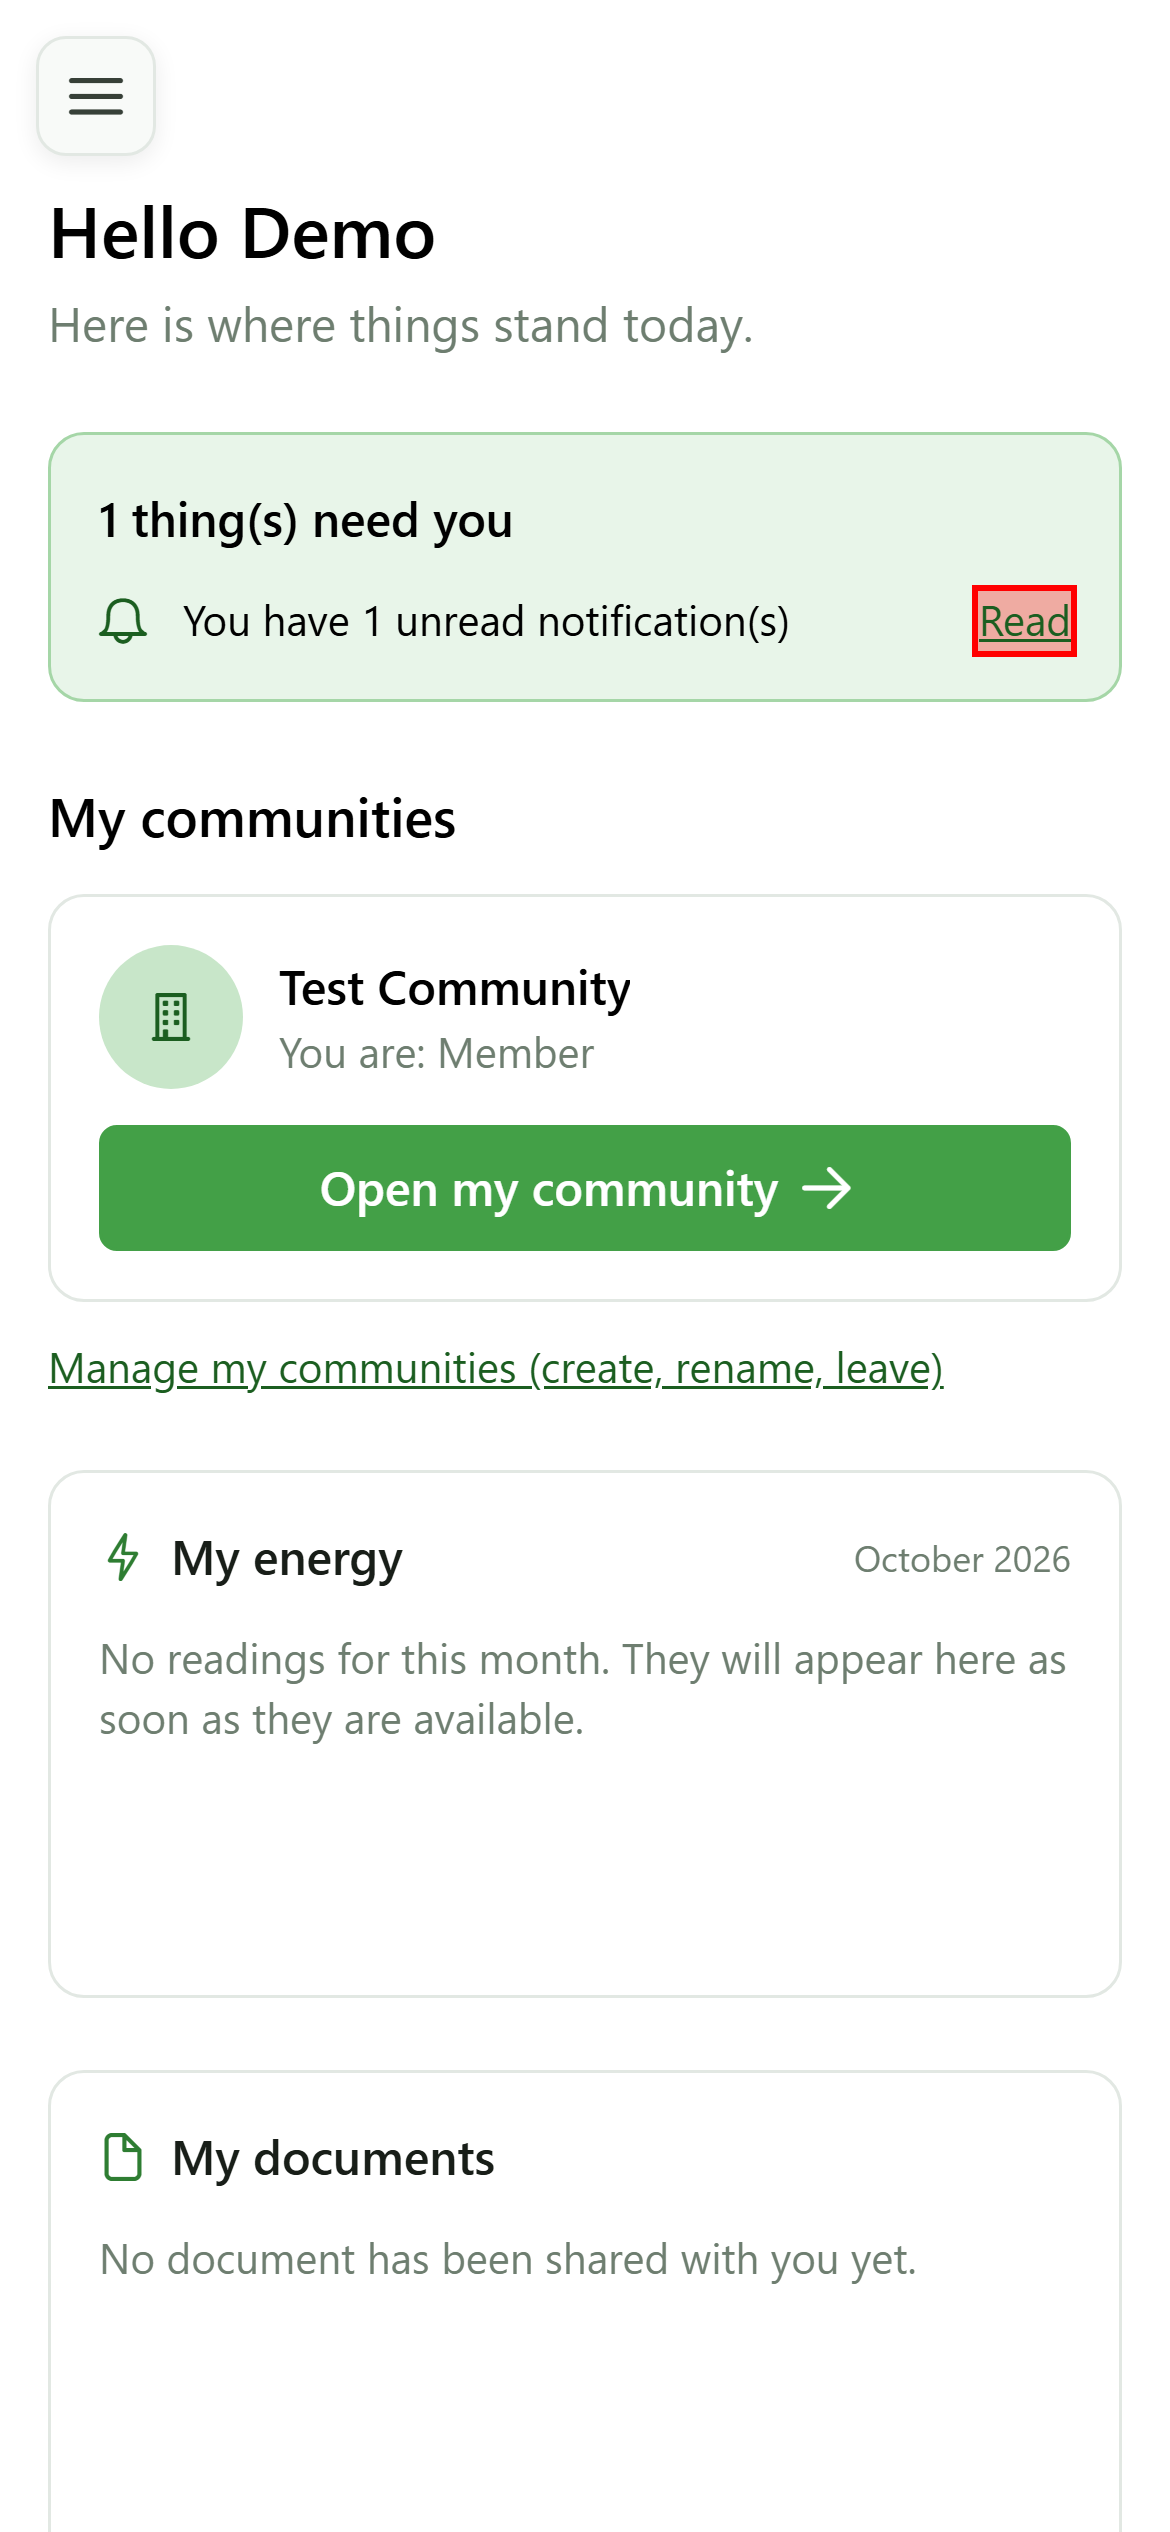 Hello Demo
Here is where things stand today.
1 thing(s) need you
You have 1 unread notification(s)
Read
My communities
Test Community
You are: Member
Open my community
Manage my communities (create, rename, leave)
My energy
October 2026
No readings for this month. They will appear here as
soon as they are available.
My documents
No document has been shared with you yet.